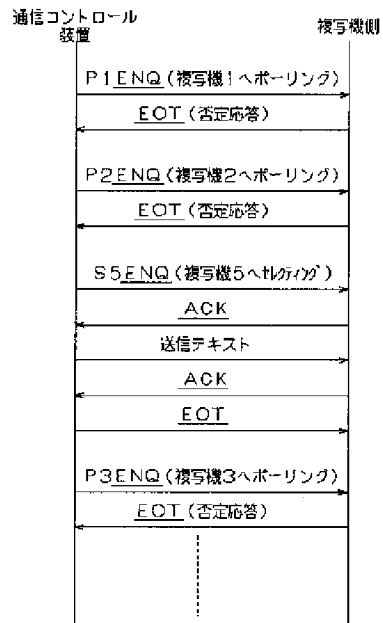 通信コントロール
装置
複写機側
P1ENQ(複写機1へポーリング)
EOT(否定応答)
P2ENQ(複写機2へポーリング)
EOT(否定応答)
S5ENQ(複写機5へセレクティング)
ACK
送信テキスト
ACK
EOT
P3ENQ(複写機3へポーリング)
EOT(否定応答)